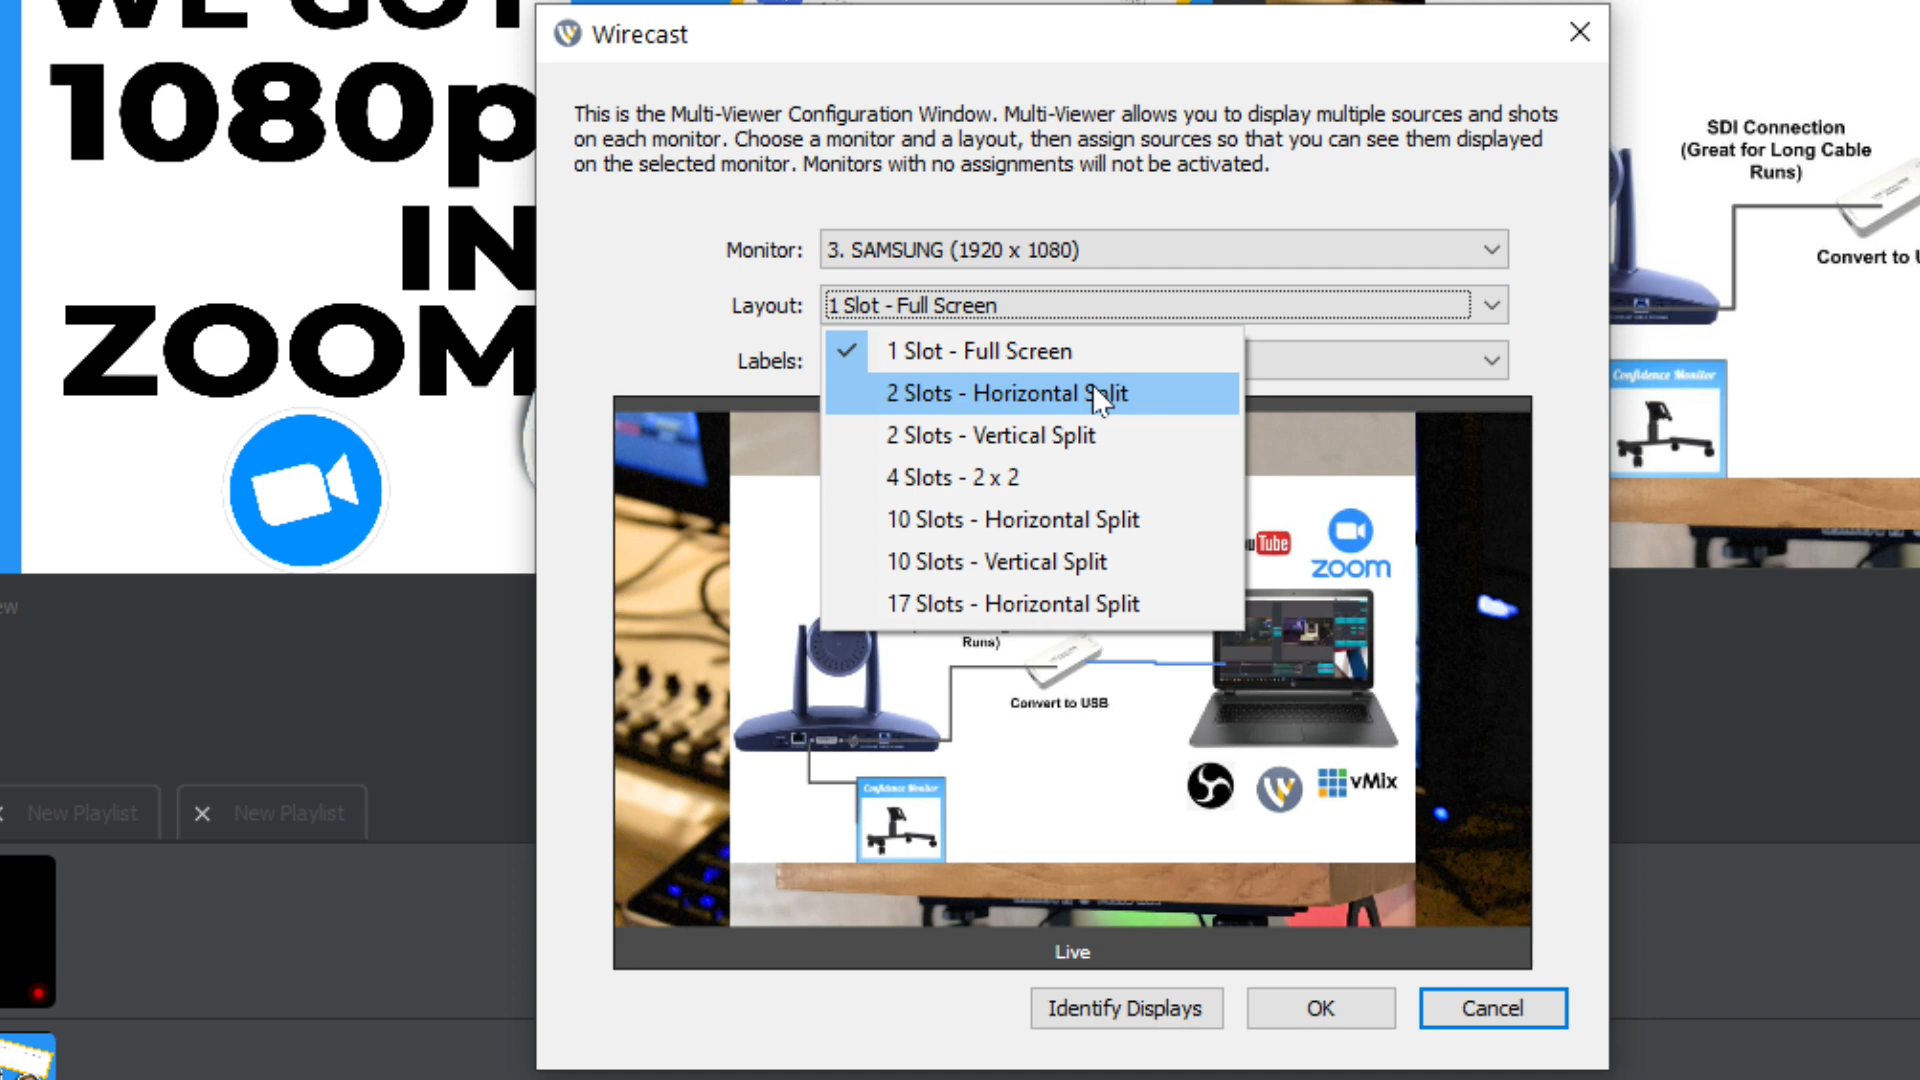 WE GOT
1080p
IN
ZOOM
Wirecast
This is the Multi-Viewer Configuration Window. Multi-Viewer allows you to display multiple sources and shots
on each monitor. Choose a monitor and a layout, then assign sources so that you can see them displayed
on the selected monitor. Monitors with no assignments will not be activated.
Monitor: 3. SAMSUNG (1920 x 1080)
Layout: 1 Slot - Full Screen
Labels:
1 Slot - Full Screen
2 Slots - Horizontal Split
2 Slots - Vertical Split
4 Slots - 2 x 2
10 Slots - Horizontal Split
10 Slots - Vertical Split
17 Slots - Horizontal Split
SDI Connection
(Great for Long Cable
Runs)
Convert to U
Confidence Monitor
uTube
zoom
Runs)
Convert to USB
Confidence Monitor
vMix
Live
Identify Displays
OK
Cancel
ew
New Playlist
New Playlist